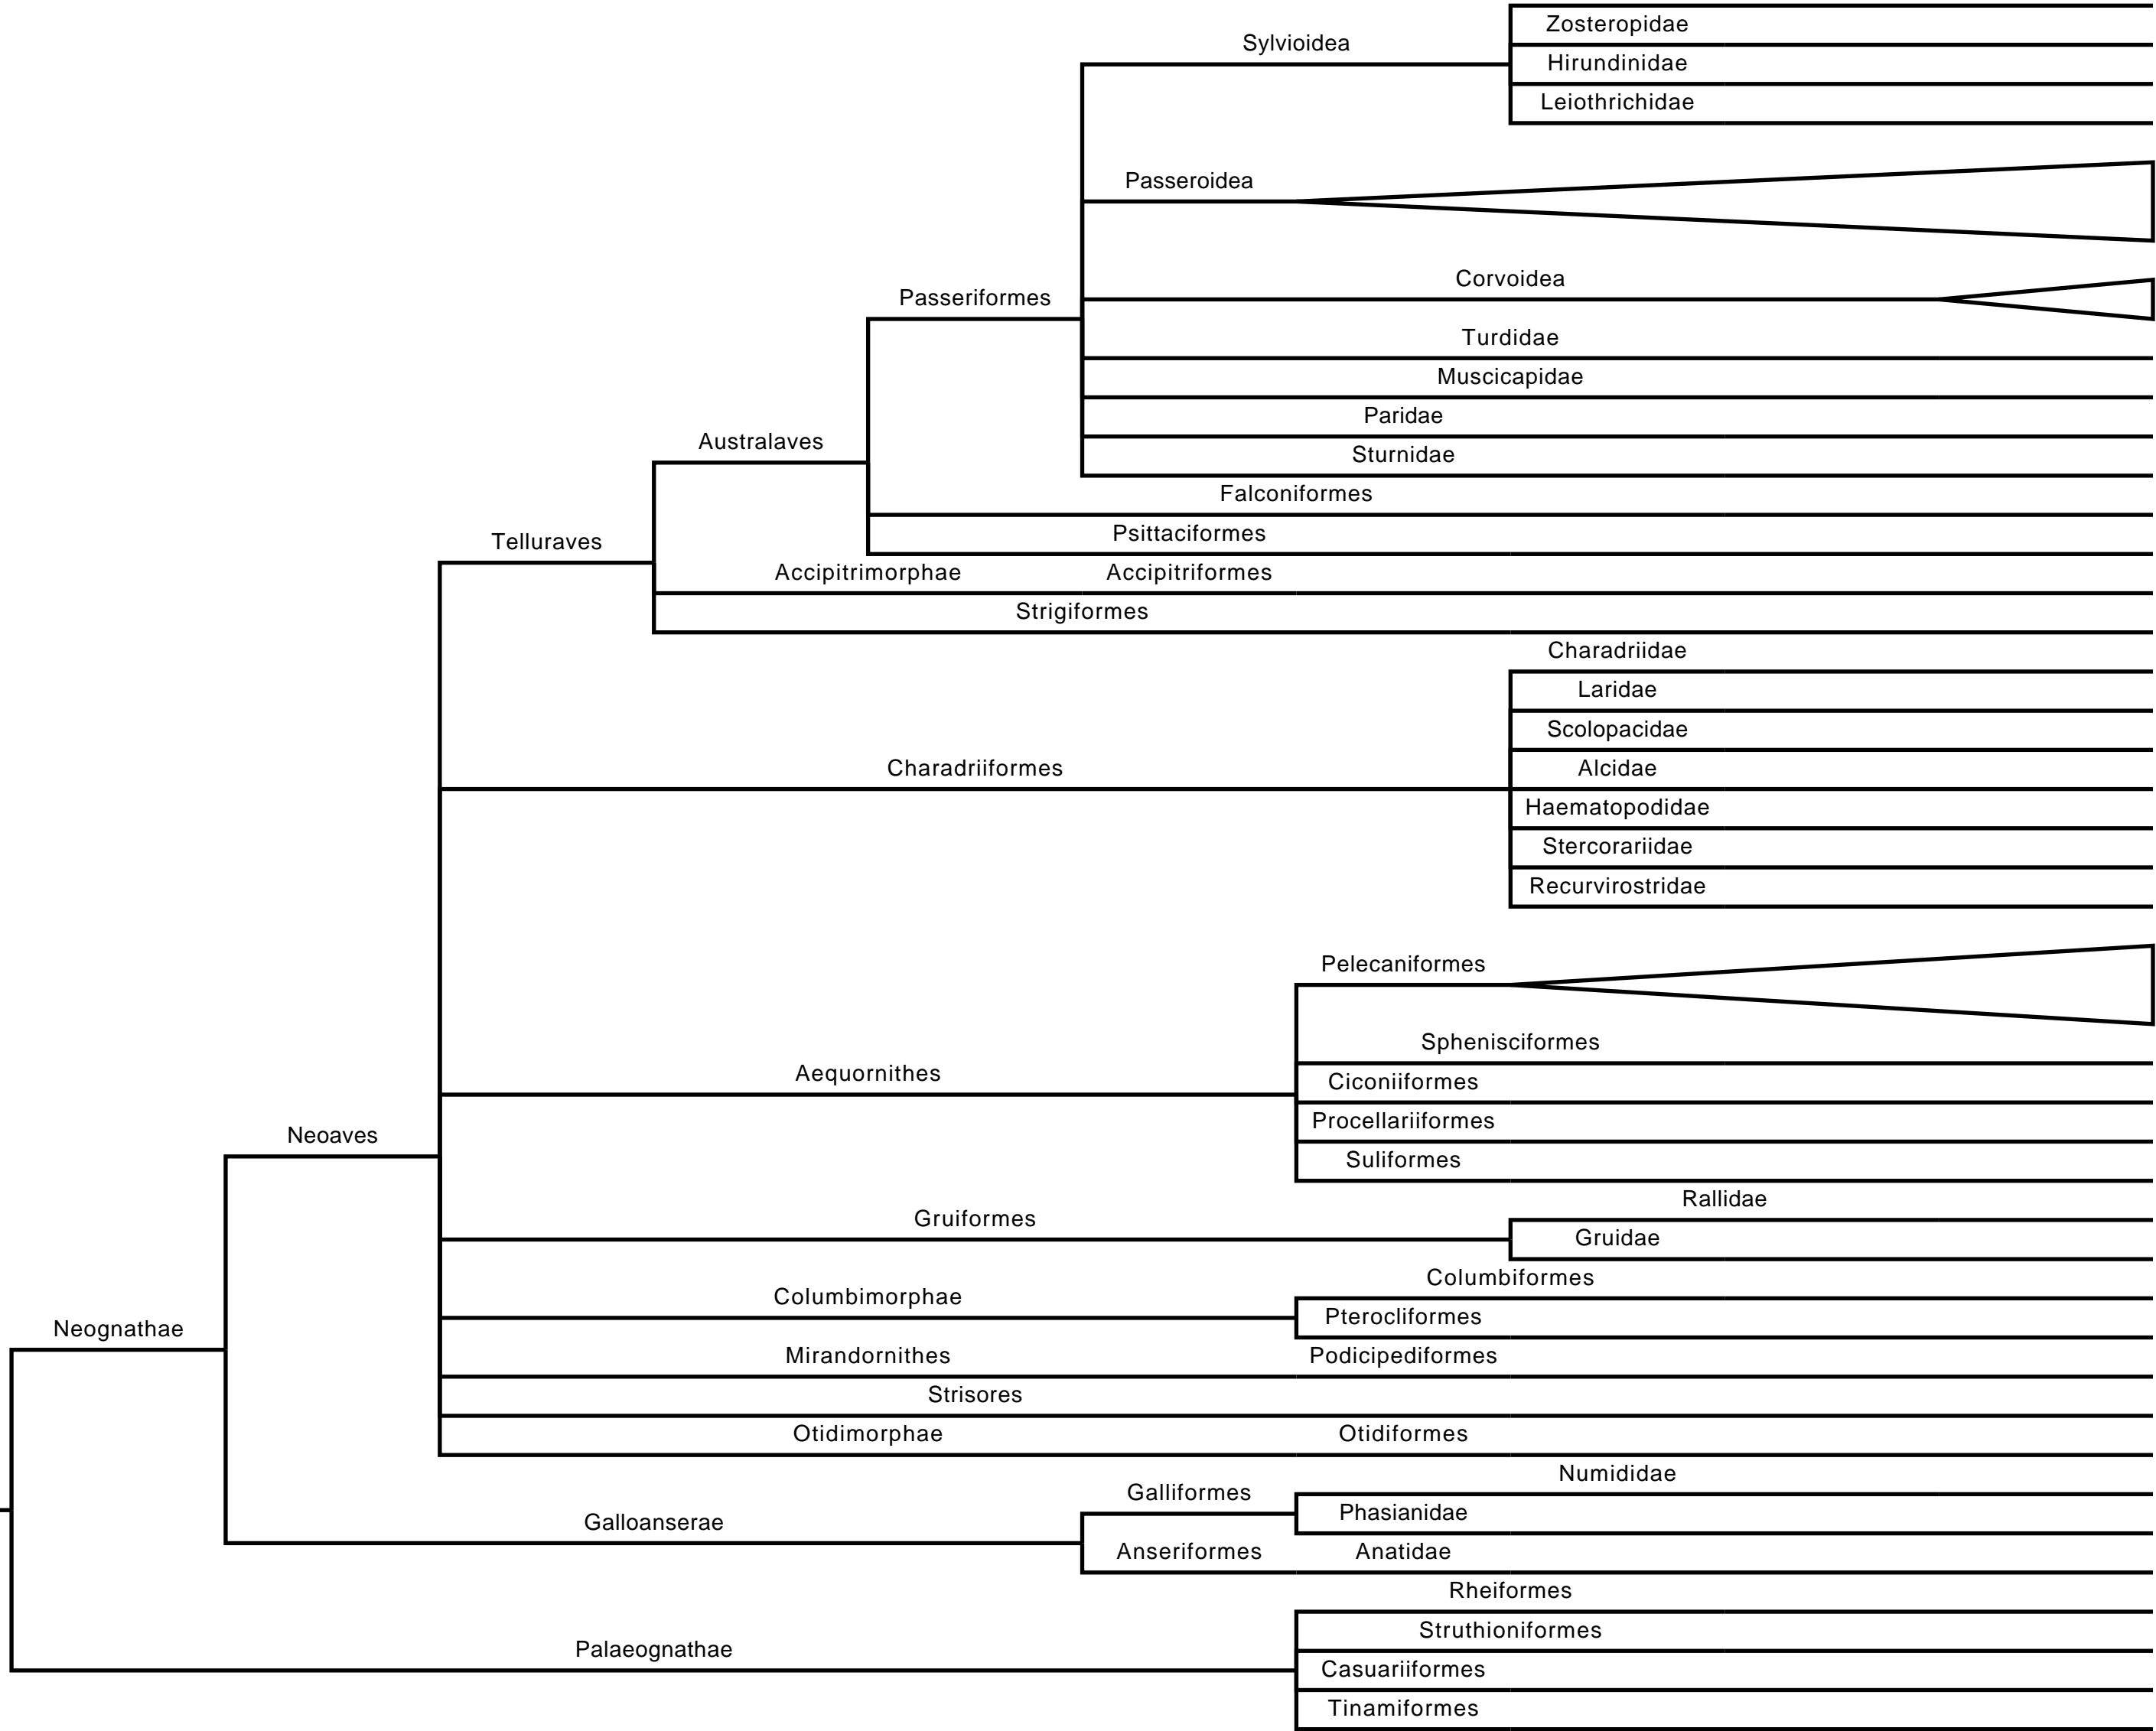 Zosteropidae
Sylvioidea
Hirundinidae
Leiothrichidae
Passeroidea
Corvoidea
Passeriformes
Turdidae
Muscicapidae
Paridae
Australaves
Sturnidae
Falconiformes
Psittaciformes
Telluraves
Accipitrimorphae Accipitriformes
Strigiformes
Charadriidae
Laridae
Scolopacidae
Charadriiformes
Alcidae
Haematopodidae
Stercorariidae
Recurvirostridae
Pelecaniformes
Sphenisciformes
Aequornithes
Ciconiiformes
Procellariiformes
Neoaves
Suliformes
Rallidae
Gruiformes
Gruidae
Columbiformes
Columbimorphae
Pterocliformes
Neognathae
Mirandornithes Podicipediformes
Strisores
Otidimorphae Otidiformes
Numididae
Galliformes
Phasianidae
Galloanserae
Anseriformes Anatidae
Rheiformes
Struthioniformes
Palaeognathae
Casuariiformes
Tinamiformes